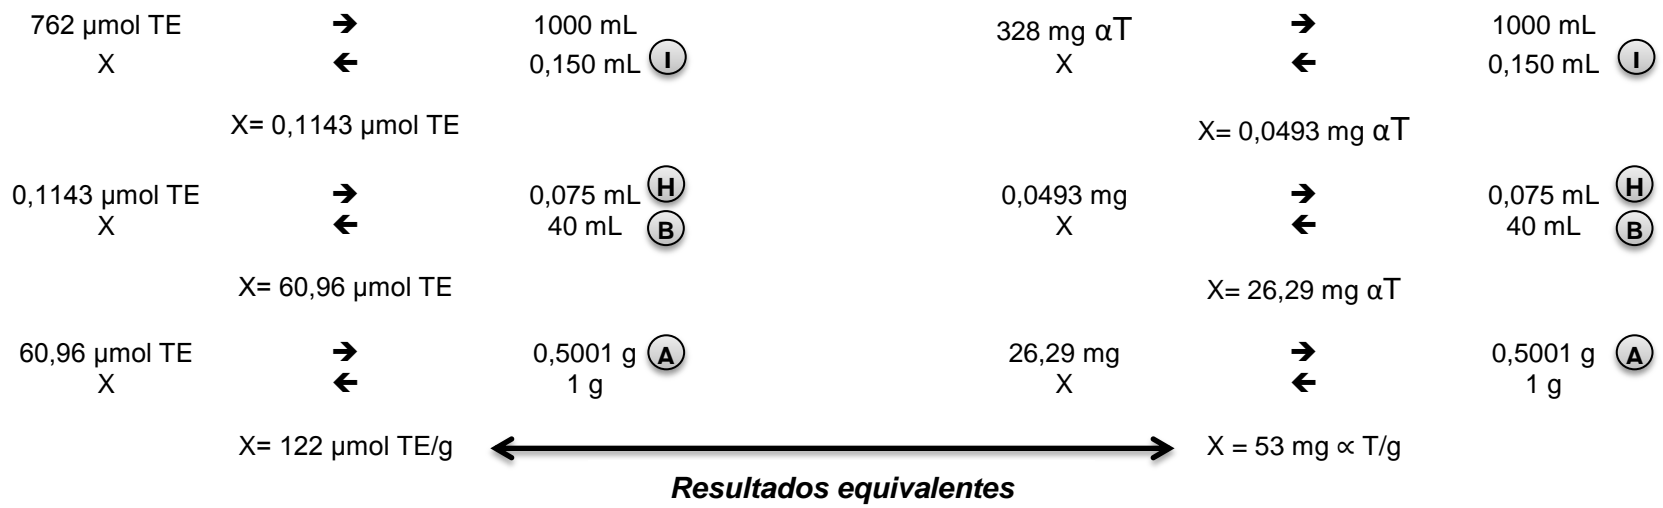 762 µmol TE ➔ 1000 mL 328 mg αT ➔ 1000 mL
X 🡰 0,150 mL I X 🡰 0,150 mL I
X= 0,1143 µmol TE X= 0,0493 mg αT
0,1143 µmol TE ➔ 0,075 mL H 0,0493 mg ➔ 0,075 mL H
X 🡰 40 mL B X 🡰 40 mL B
X= 60,96 µmol TE X= 26,29 mg αT
60,96 µmol TE ➔ 0,5001 g A 26,29 mg ➔ 0,5001 g A
X 🡰 1 g X 🡰 1 g
X= 122 µmol TE/g X = 53 mg ∝ T/g
Resultados equivalentes